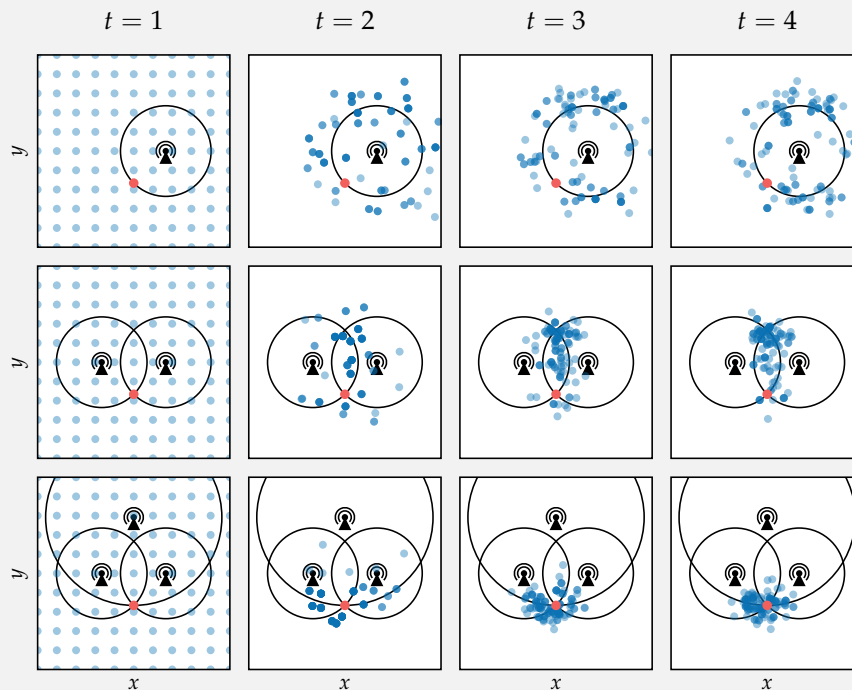 t = 1 t = 2 t = 3 t = 4
y
y
y
x x x x